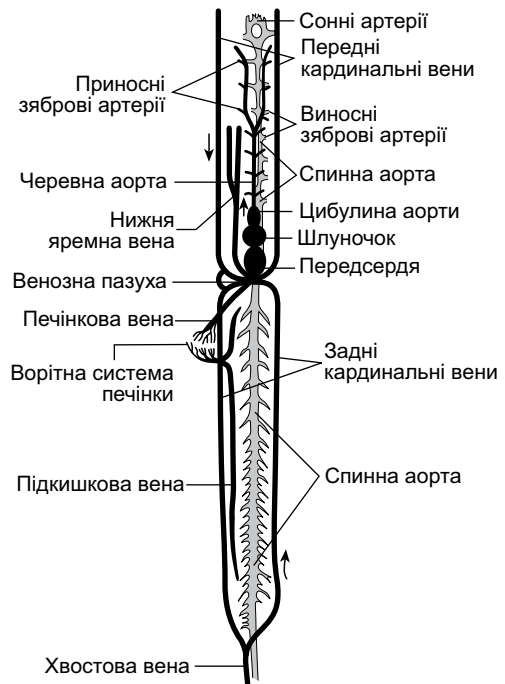 Сонні артерії
Передні
кардинальні вени
Приносні
зяброві артерії
Виносні
зяброві артерії
Черевна аорта
Спинна аорта
Нижня
яремна вена
Цибулина аорти
Шлуночок
Передсердя
Венозна пазуха
Печінкова вена
Ворітна система
печінки
Задні
кардинальні вени
Підкишкова вена
Спинна аорта
Хвостова вена